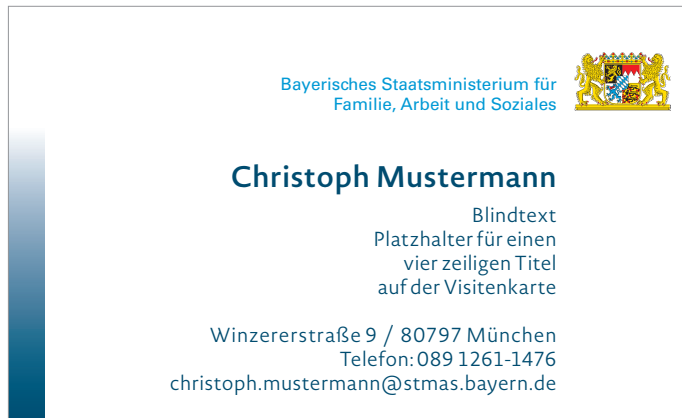 Bayerisches Staatsministerium für
Familie, Arbeit und Soziales
Christoph Mustermann
Blindtext
Platzhalter für einen
vier zeiligen Titel
auf der Visitenkarte
Winzererstraße 9 / 80797 München
Telefon: 089 1261-1476
christoph.mustermann@stmas.bayern.de